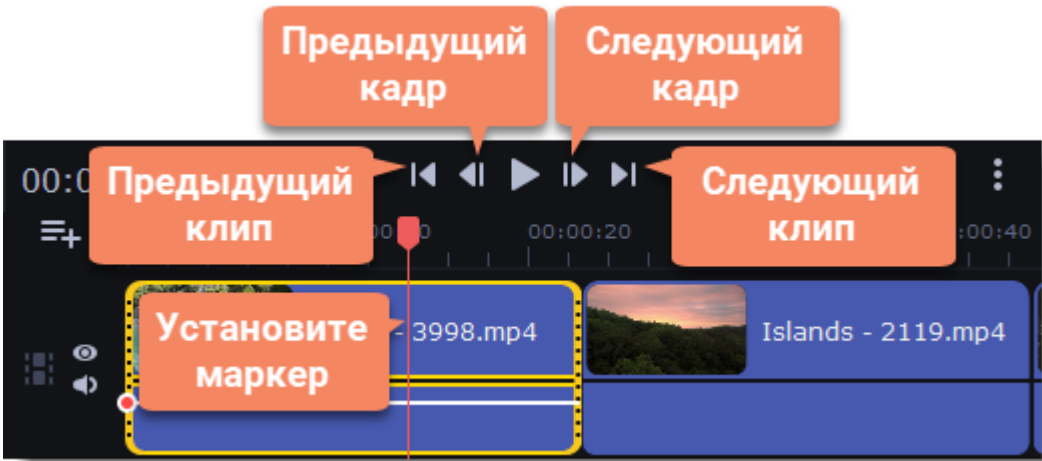 Предыдущий
кадр
Следующий
кадр
00:0
Предыдущий
клип
Следующий
клип
00:00:20
:00:40
Установите
маркер
- 3998.mp4
Islands - 2119.mp4